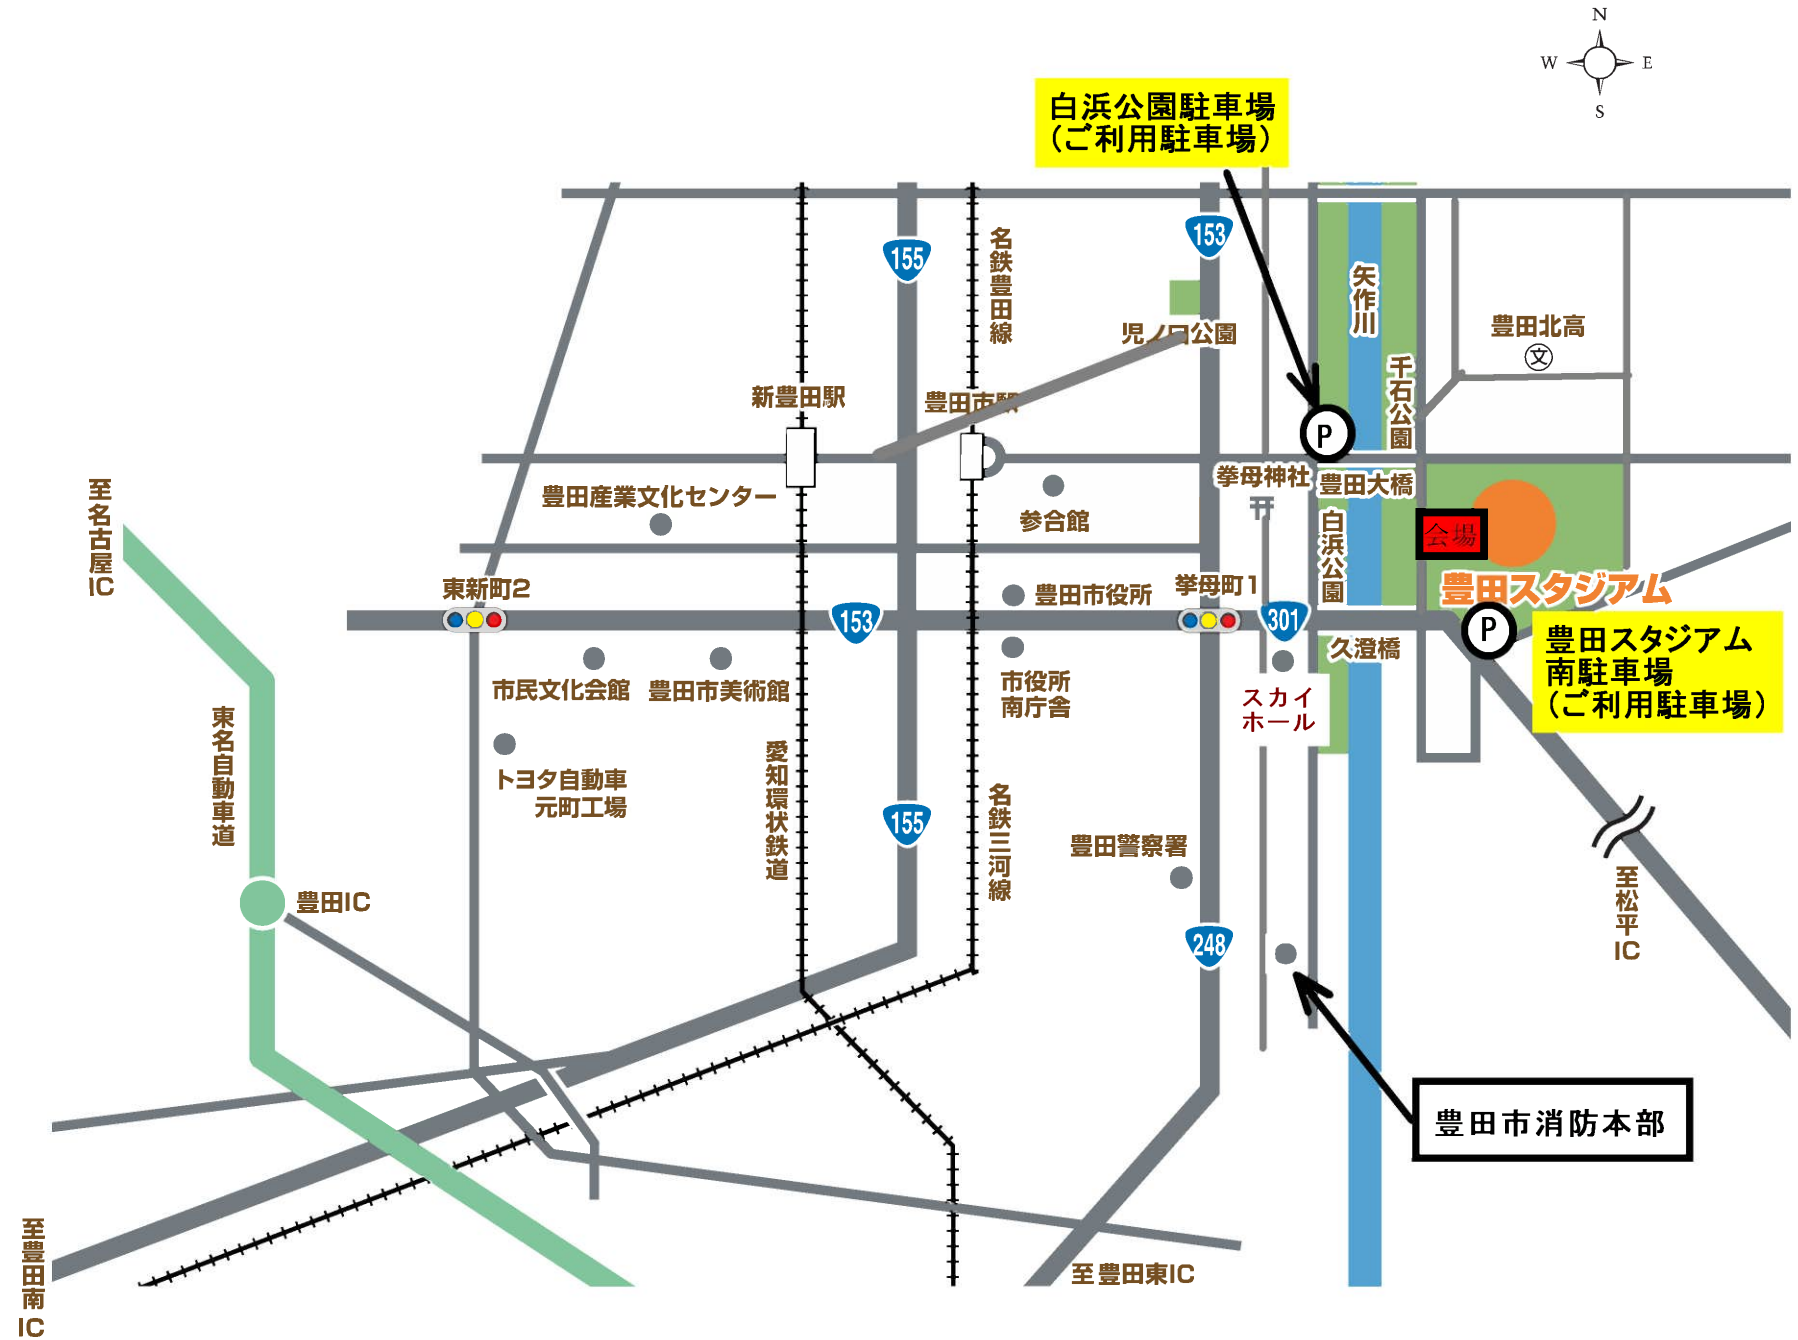 N
W
E
S
白浜公園駐車場
(ご利用駐車場)
153
155
名鉄豊田線
矢作川
児ノ口公園
豊田北高
文
千石公園
新豊田駅
豊田市駅
P
拳母神社
豊田大橋
至名古屋IC
豊田産業文化センター
参合館
白浜公園
会場
東新町2
豊田市役所
挙母町1
豊田スタジアム
153
301
P
久澄橋
豊田スタジアム
南駐車場
(ご利用駐車場)
市民文化会館
豊田市美術館
市役所
南庁舎
スカイ
ホール
東名自動車道
トヨタ自動車
元町工場
愛知環状鉄道
名鉄三河線
155
豊田警察署
至松平IC
豊田IC
248
豊田市消防本部
至豊田南IC
至豊田東IC